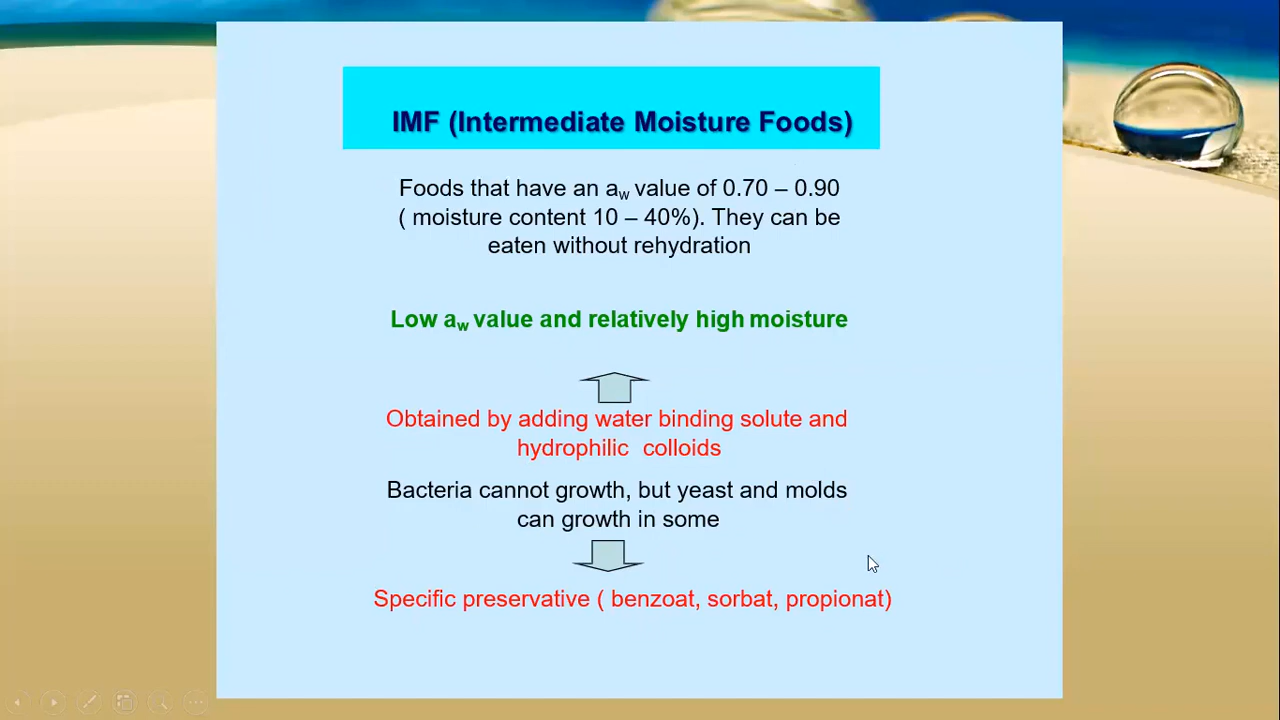 IMF (Intermediate Moisture Foods)
Foods that have an aw value of 0.70 – 0.90
( moisture content 10 – 40%). They can be
eaten without rehydration
Low aw value and relatively high moisture
Obtained by adding water binding solute and
hydrophilic colloids
Bacteria cannot growth, but yeast and molds
can growth in some
Specific preservative ( benzoat, sorbat, propionat)